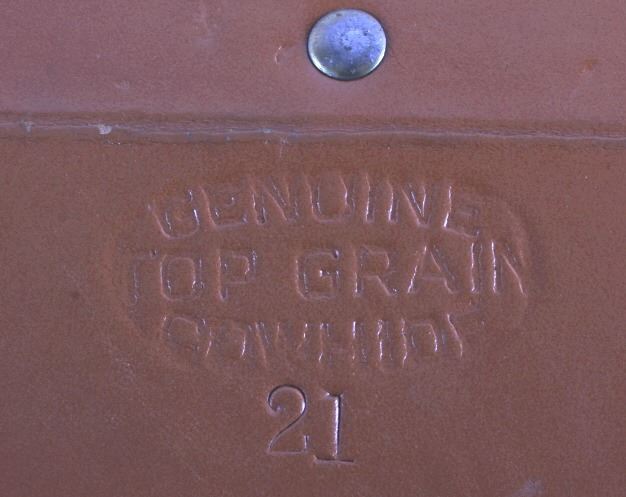 GENUINE
TOP GRAIN
COWHIDE
21